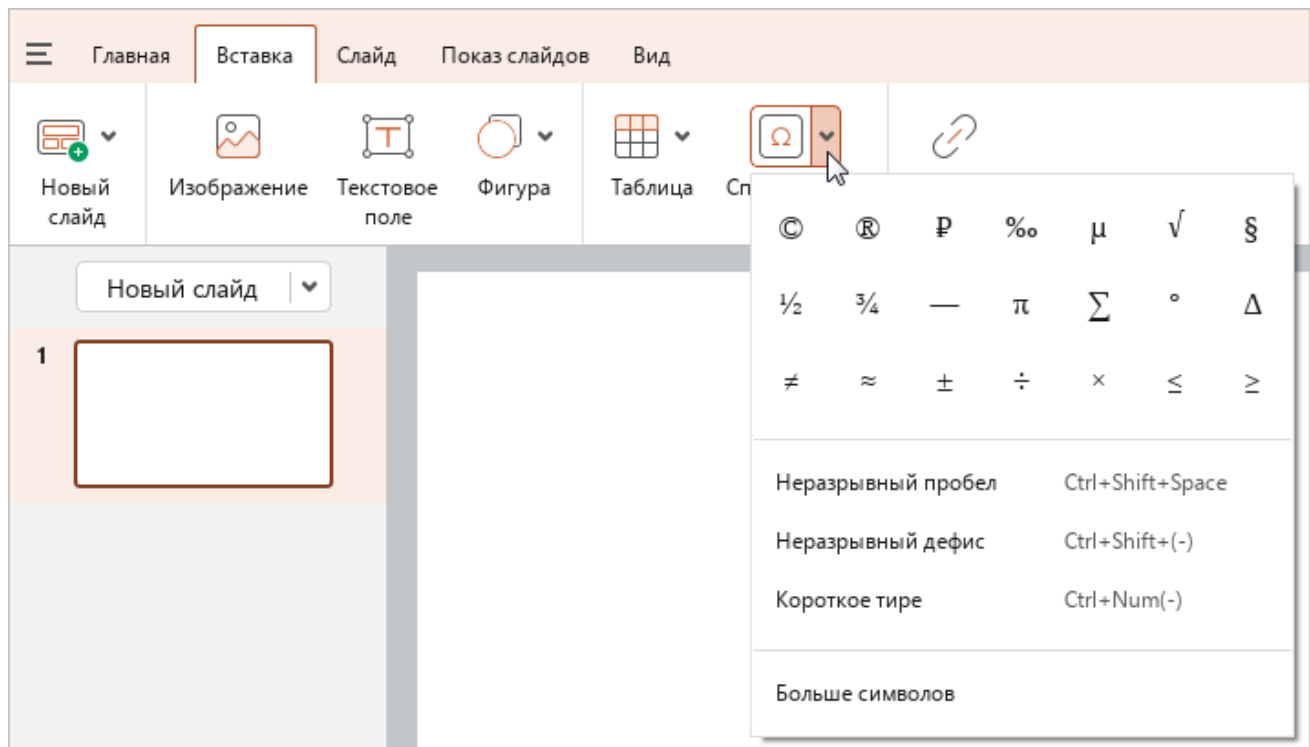 Главная Вставка Слайд Показ слайдов Вид
Новый слайд
Изображение
Текстовое поле
Фигура
Таблица
Сп
Новый слайд
1
© ® ₽ ‰ µ √ §
½ ¾ — π ∑ ° Δ
≠ ≈ ± ÷ × ≤ ≥
Неразрывный пробел Ctrl+Shift+Space
Неразрывный дефис Ctrl+Shift+(-)
Короткое тире Ctrl+Num(-)
Больше символов